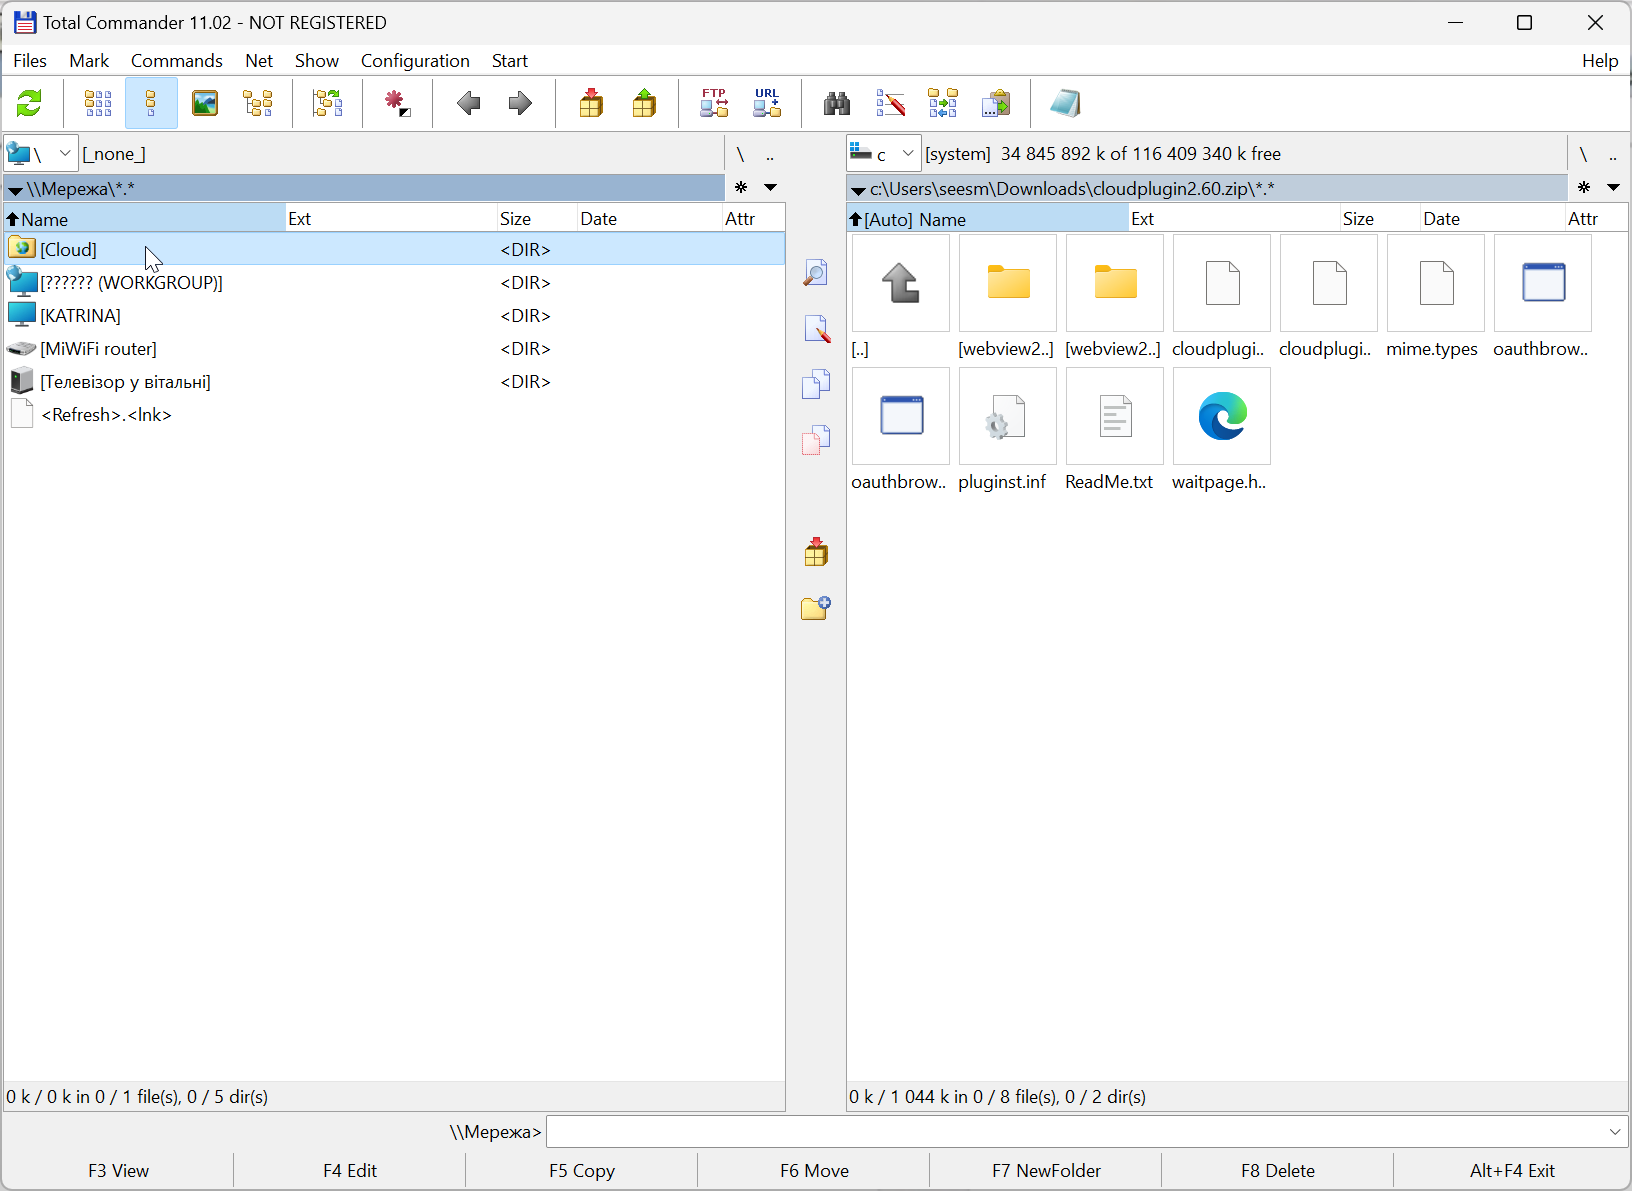 Total Commander 11.02 - NOT REGISTERED
Files Mark Commands Net Show Configuration Start Help
FTP URL
\ [_none_] \ ..
c [system] 34 845 892 k of 116 409 340 k free \ ..
\\Мережа\*.* * 
c:\Users\seesm\Downloads\cloudplugin2.60.zip\*.* *
Name Ext Size Date Attr
[Cloud] <DIR>
[?????? (WORKGROUP)] <DIR>
[KATRINA] <DIR>
[MiWiFi router] <DIR>
[Телевізор у вітальні] <DIR>
<Refresh>.<lnk>
[Auto] Name Ext Size Date Attr
[..] [webview2..] [webview2..] cloudplugi.. cloudplugi.. mime.types oauthbrow..
oauthbrow.. pluginst.inf ReadMe.txt waitpage.h..
0 k / 0 k in 0 / 1 file(s), 0 / 5 dir(s)
0 k / 1 044 k in 0 / 8 file(s), 0 / 2 dir(s)
\\Мережа>
F3 View F4 Edit F5 Copy F6 Move F7 NewFolder F8 Delete Alt+F4 Exit